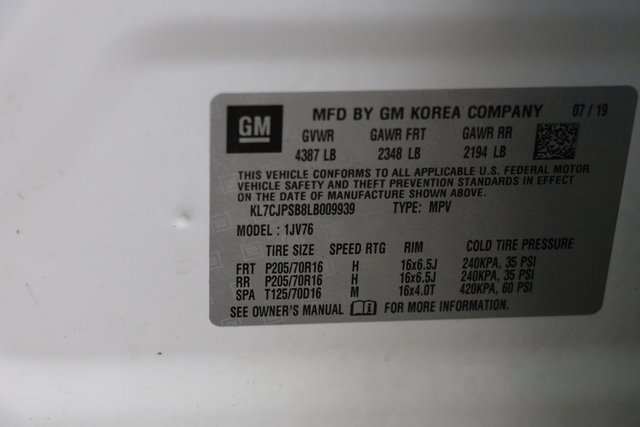 GM MFD BY GM KOREA COMPANY 07/19
GVWR GAWR FRT GAWR RR
4387 LB 2348 LB 2194 LB
THIS VEHICLE CONFORMS TO ALL APPLICABLE U.S. FEDERAL MOTOR
VEHICLE SAFETY AND THEFT PREVENTION STANDARDS IN EFFECT
ON THE DATE OF MANUFACTURE SHOWN ABOVE.
KL7CJPSB8LB009939 TYPE: MPV
MODEL : 1JV76
TIRE SIZE SPEED RTG RIM COLD TIRE PRESSURE
FRT P205/70R16 H 16x6.5J 240KPA, 35 PSI
RR P205/70R16 H 16x6.5J 240KPA, 35 PSI
SPA T125/70D16 M 16x4.0T 420KPA, 60 PSI
SEE OWNER'S MANUAL FOR MORE INFORMATION.